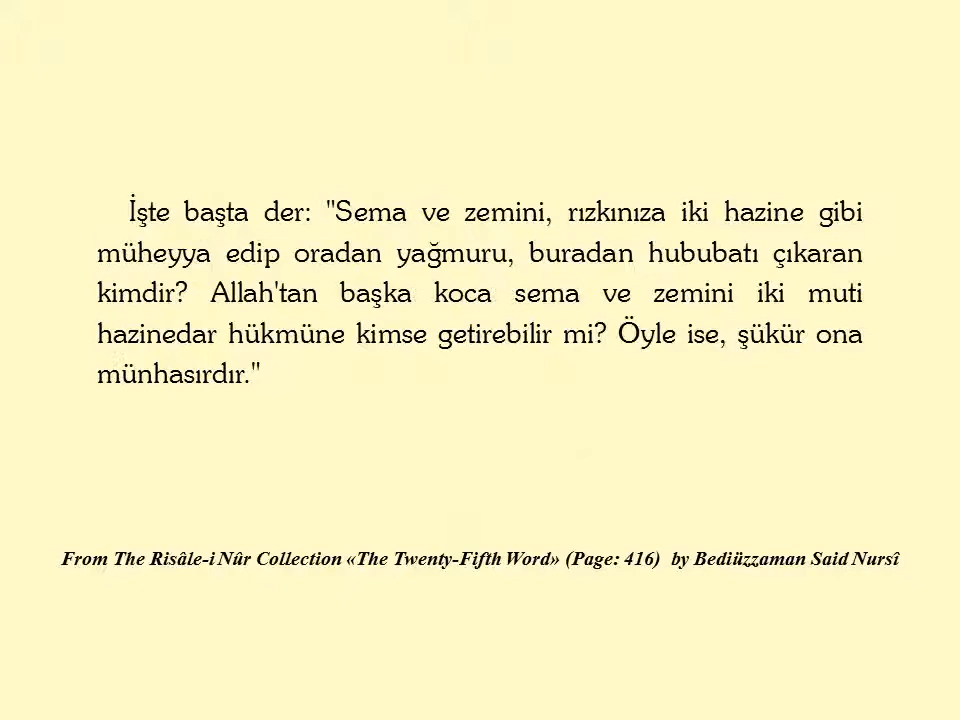 İşte başta der: "Sema ve zemini, rızkınıza iki hazine gibi
müheyya edip oradan yağmuru, buradan hububatı çıkaran
kimdir? Allah'tan başka koca sema ve zemini iki muti
hazinedar hükmüne kimse getirebilir mi? Öyle ise, şükür ona
münhasırdır."
From The Risâle-i Nûr Collection «The Twenty-Fifth Word» (Page: 416) by Bediüzzaman Said Nursî